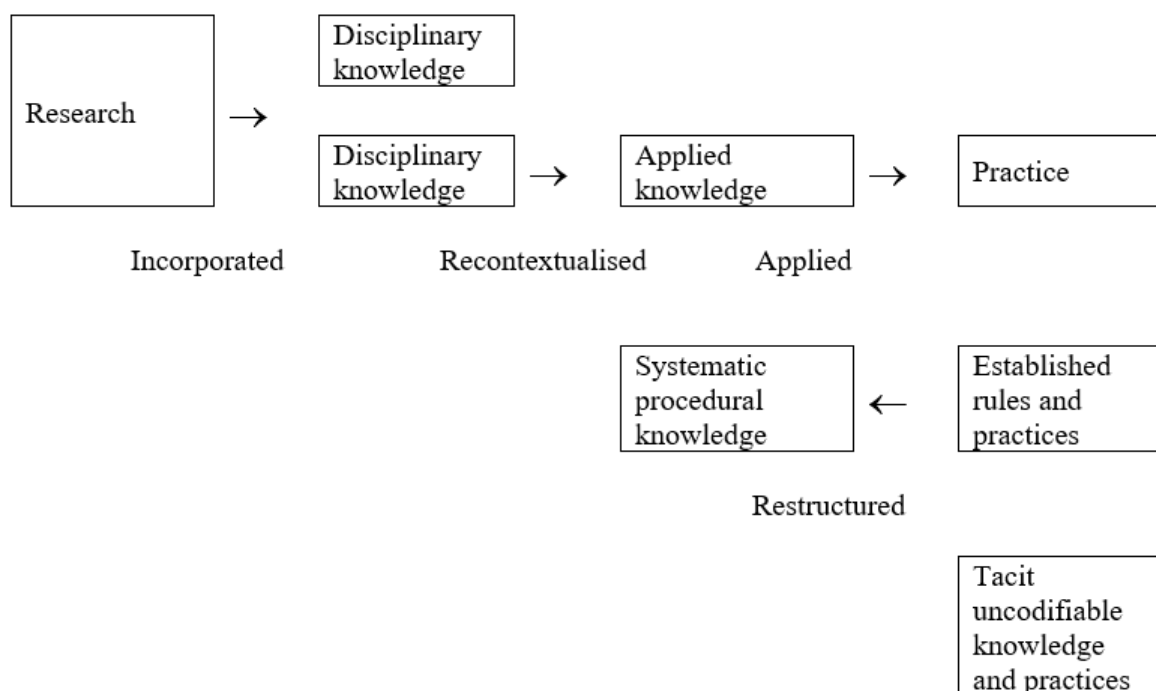 Disciplinary
knowledge
Research
Disciplinary
knowledge
Applied
knowledge
Practice
Incorporated
Recontextualised
Applied
Systematic
procedural
knowledge
Established
rules and
practices
Restructured
Tacit
uncodifiable
knowledge
and practices